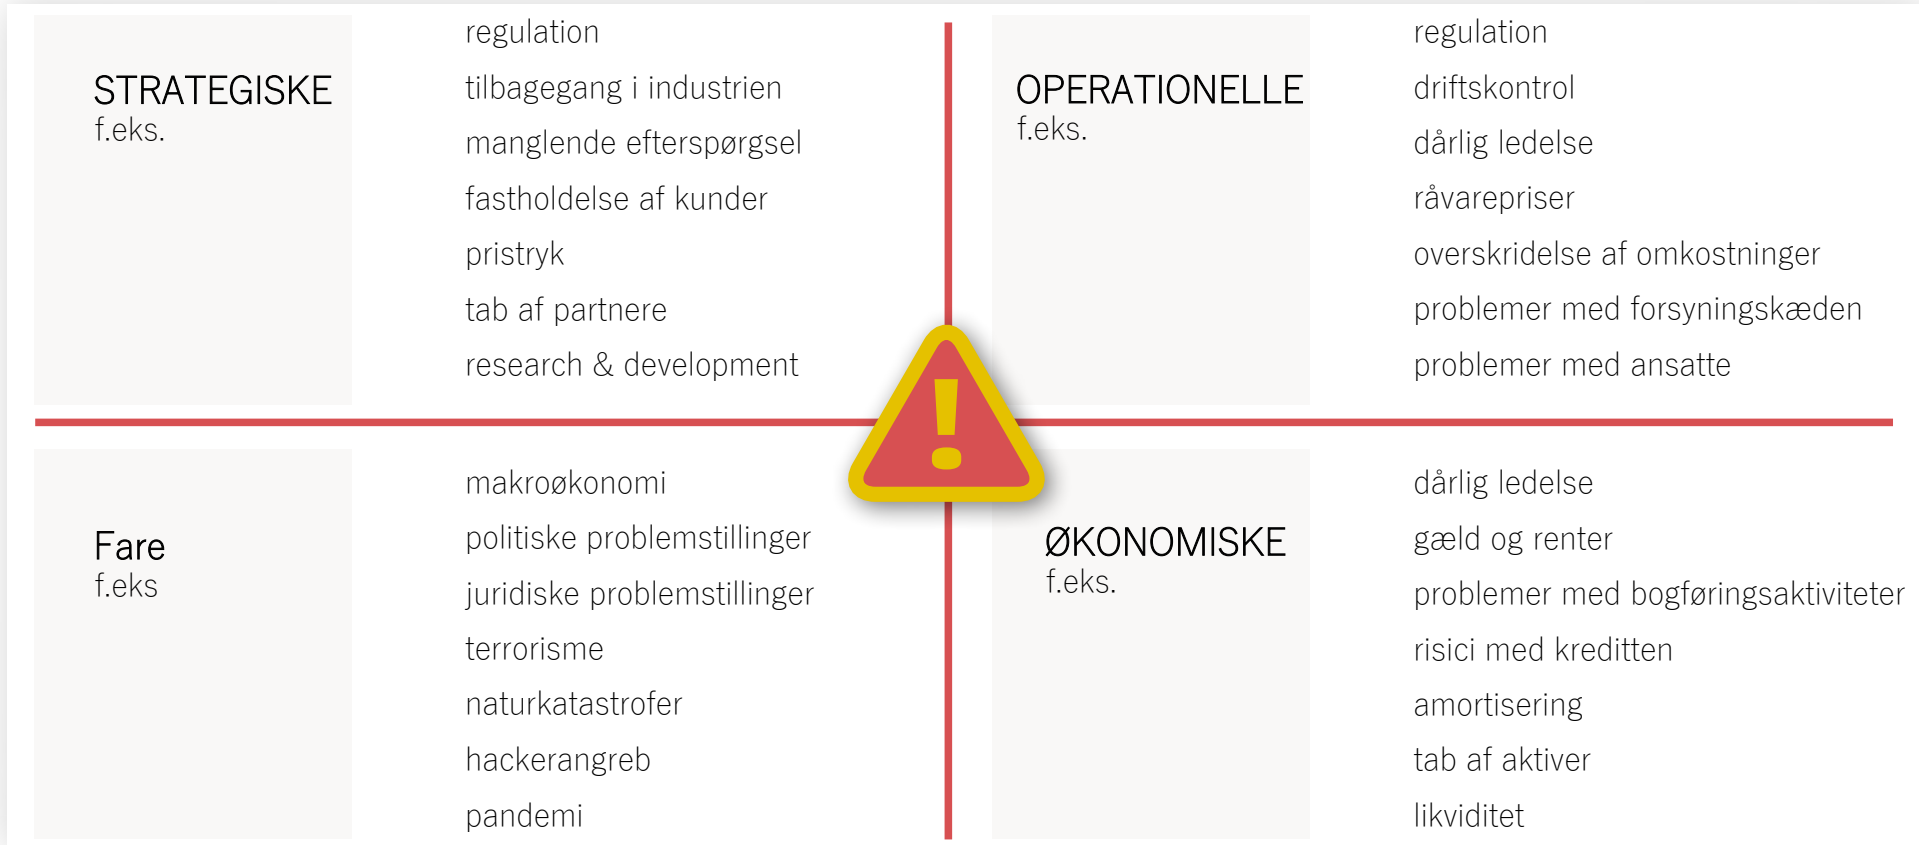 STRATEGISKE
f.eks.
regulation
tilbagegang i industrien
manglende efterspørgsel
fastholdelse af kunder
pristryk
tab af partnere
research & development
OPERATIONELLE
f.eks.
regulation
driftskontrol
dårlig ledelse
råvarepriser
overskridelse af omkostninger
problemer med forsyningskæden
problemer med ansatte
!
Fare
f.eks
makroøkonomi
politiske problemstillinger
juridiske problemstillinger
terrorisme
naturkatastrofer
hackerangreb
pandemi
ØKONOMISKE
f.eks.
dårlig ledelse
gæld og renter
problemer med bogføringsaktiviteter
risici med kreditten
amortisering
tab af aktiver
likviditet